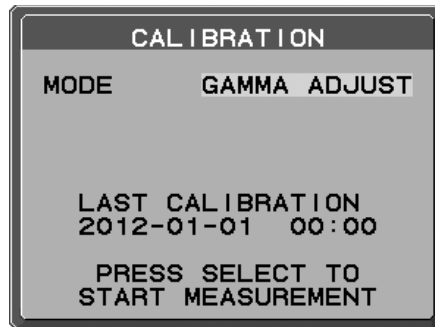 CALIBRATION
MODE GAMMA ADJUST
LAST CALIBRATION
2012-01-01 00:00
PRESS SELECT TO
START MEASUREMENT